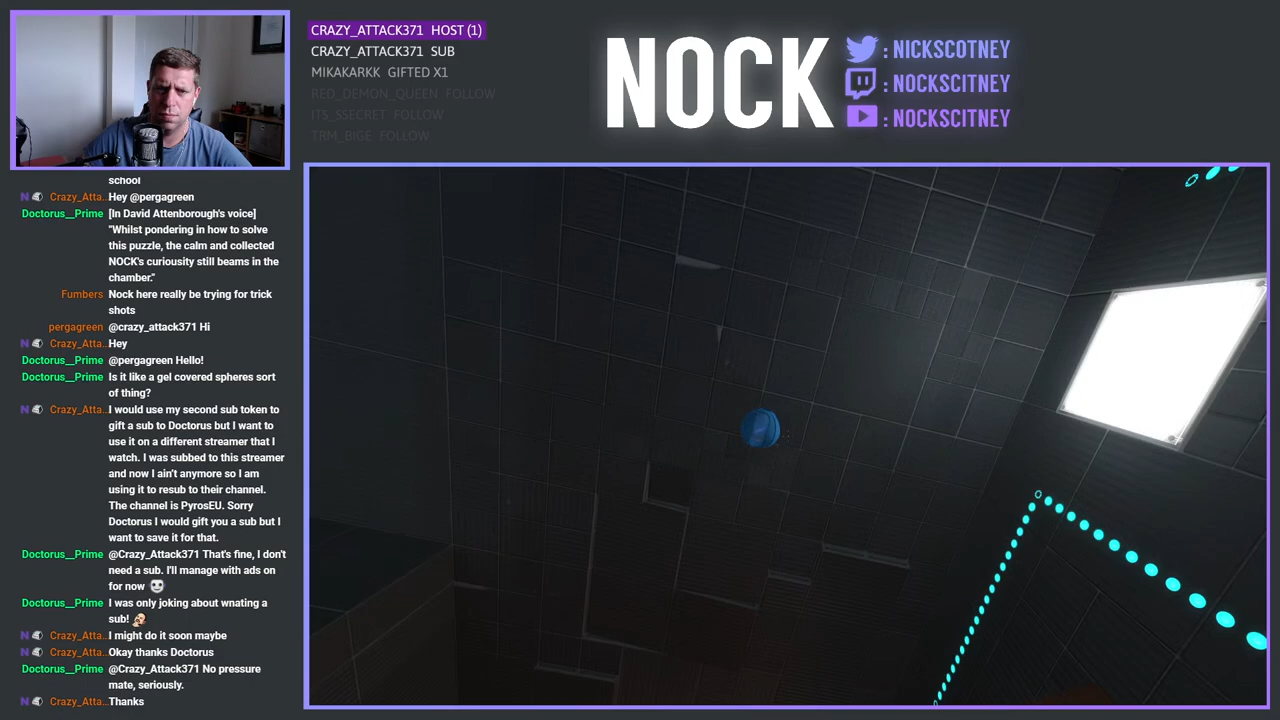 CRAZY_ATTACK371 HOST (1)
CRAZY_ATTACK371 SUB
MIKAKARKK GIFTED X1
RED_DEMON_QUEEN FOLLOW
ITS_SSECRET FOLLOW
TRM_BIGE FOLLOW
NOCK
: NICKSCOTNEY
: NOCKSCITNEY
: NOCKSCITNEY
school
N Crazy_Atta... Hey @pergagreen
Doctorus__Prime [In David Attenborough's voice]
"Whilst pondering in how to solve
this puzzle, the calm and collected
NOCK's curiousity still beams in the
chamber."
Fumbers Nock here really be trying for trick
shots
pergagreen @crazy_attack371 Hi
N Crazy_Atta... Hey
Doctorus__Prime @pergagreen Hello!
Doctorus__Prime Is it like a gel covered spheres sort
of thing?
N Crazy_Atta... I would use my second sub token to
gift a sub to Doctorus but I want to
use it on a different streamer that I
watch. I was subbed to this streamer
and now I ain't anymore so I am
using it to resub to their channel.
The channel is PyrosEU. Sorry
Doctorus I would gift you a sub but I
want to save it for that.
Doctorus__Prime @Crazy_Attack371 That's fine, I don't
need a sub. I'll manage with ads on
for now
Doctorus__Prime I was only joking about wnating a
sub!
N Crazy_Atta... I might do it soon maybe
N Crazy_Atta... Okay thanks Doctorus
Doctorus__Prime @Crazy_Attack371 No pressure
mate, seriously.
N Crazy_Atta... Thanks